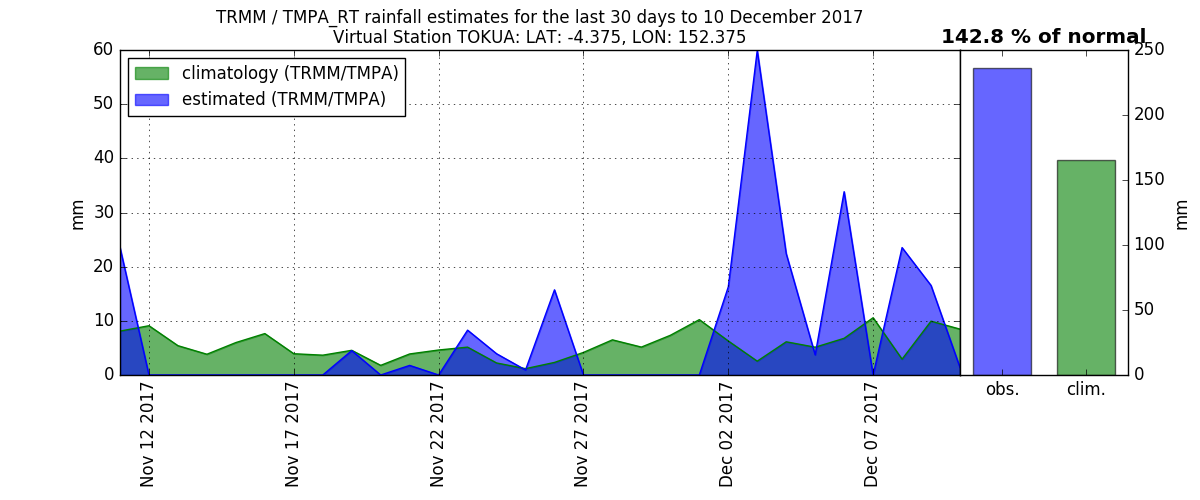 TRMM / TMPA_RT rainfall estimates for the last 30 days to 10 December 2017
Virtual Station TOKUA: LAT: -4.375, LON: 152.375
142.8 % of normal
climatology (TRMM/TMPA)
estimated (TRMM/TMPA)
mm
60
50
40
30
20
10
0
Nov 12 2017
Nov 17 2017
Nov 22 2017
Nov 27 2017
Dec 02 2017
Dec 07 2017
250
200
150
100
50
0
mm
obs.
clim.